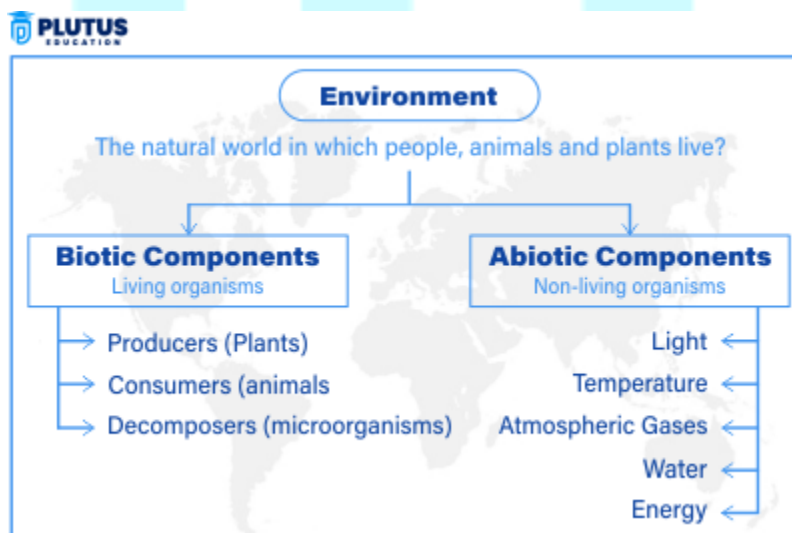 PLUTUS
EDUCATION
Environment
The natural world in which people, animals and plants live?
Biotic Components
Living organisms
Producers (Plants)
Consumers (animals
Decomposers (microorganisms)
Abiotic Components
Non-living organisms
Light
Temperature
Atmospheric Gases
Water
Energy